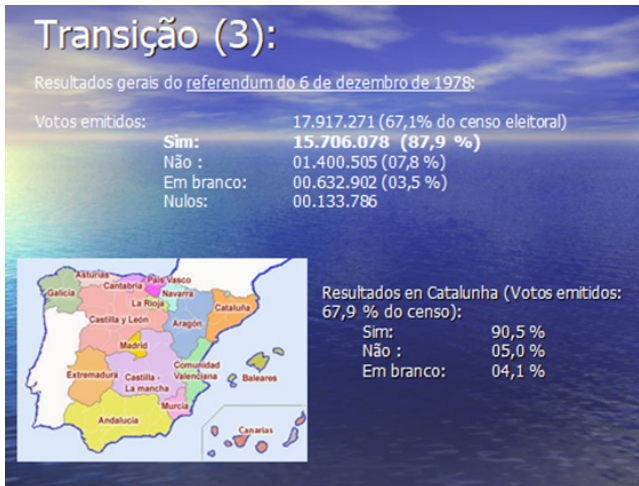 Transição (3):
Resultados gerais do referendum do 6 de dezembro de 1978:
Votos emitidos: 17.917.271 (67,1% do censo eleitoral)
Sim: 15.706.078 (87,9 %)
Não : 01.400.505 (07,8 %)
Em branco: 00.632.902 (03,5 %)
Nulos: 00.133.786
Asturias
Galicia
Cantabria
País Vasco
Navarra
La Rioja
Cataluña
Castilla y León
Aragón
Madrid
Extremadura
Castilla -
La mancha
Comunidad
Valenciana
Baleares
Murcia
Andalucia
Canarias
Resultados en Catalunha (Votos emitidos:
67,9 % do censo):
Sim: 90,5 %
Não : 05,0 %
Em branco: 04,1 %